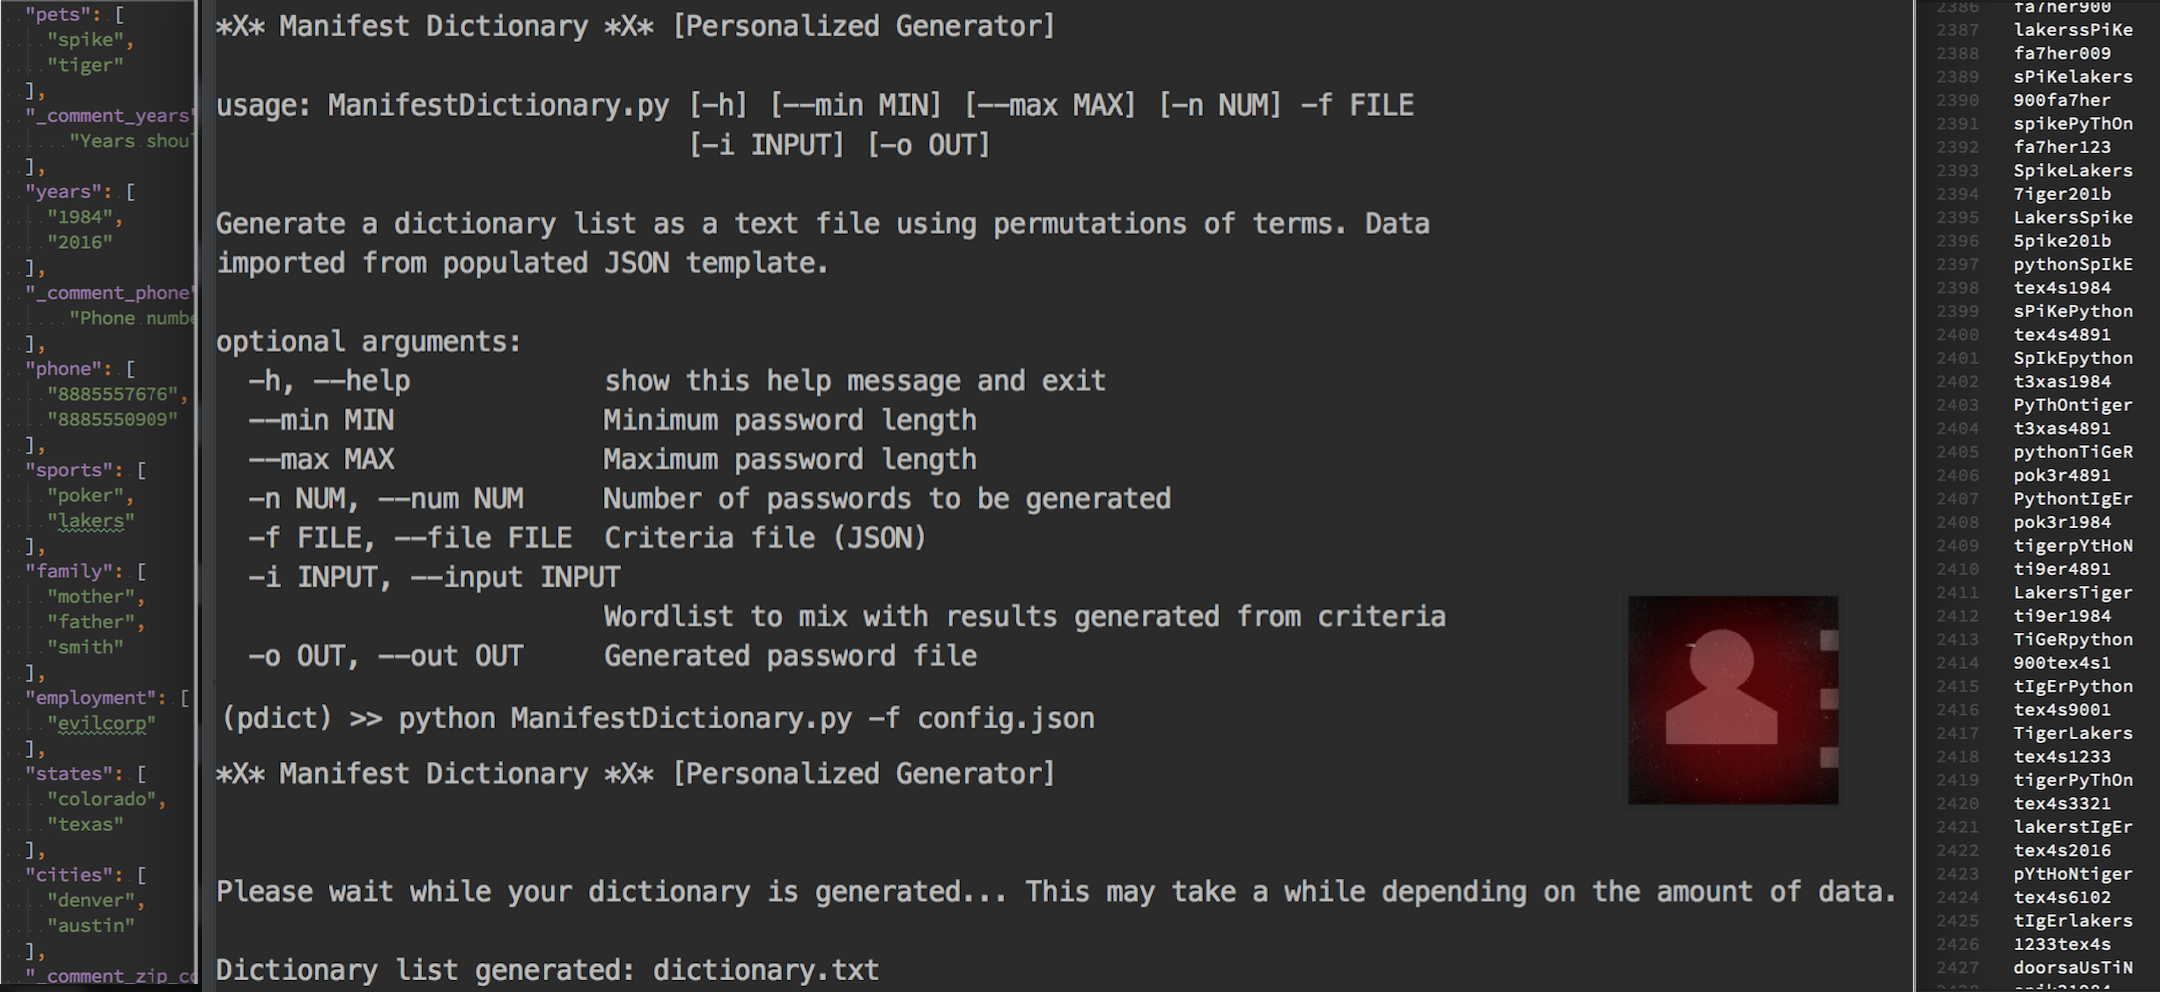 "pets": [
"spike",
"tiger"
],
"_comment_years"
"Years shoul
],
"years": [
"1984",
"2016"
],
"_comment_phone"
"Phone numbe
],
"phone": [
"8885557676",
"8885550909"
],
"sports": [
"poker",
"lakers"
],
"family": [
"mother",
"father",
"smith"
],
"employment": [
"evilcorp"
],
"states": [
"colorado",
"texas"
],
"cities": [
"denver",
"austin"
],
"_comment_zip_co
*X* Manifest Dictionary *X* [Personalized Generator]
usage: ManifestDictionary.py [-h] [--min MIN] [--max MAX] [-n NUM] -f FILE
[-i INPUT] [-o OUT]
Generate a dictionary list as a text file using permutations of terms. Data
imported from populated JSON template.
optional arguments:
-h, --help show this help message and exit
--min MIN Minimum password length
--max MAX Maximum password length
-n NUM, --num NUM Number of passwords to be generated
-f FILE, --file FILE Criteria file (JSON)
-i INPUT, --input INPUT
Wordlist to mix with results generated from criteria
-o OUT, --out OUT Generated password file
(pdict) >> python ManifestDictionary.py -f config.json
*X* Manifest Dictionary *X* [Personalized Generator]
Please wait while your dictionary is generated... This may take a while depending on the amount of data.
Dictionary list generated: dictionary.txt
2386 fa7her900
2387 lakerssPiKe
2388 fa7her009
2389 sPiKelakers
2390 900fa7her
2391 spikePyThOn
2392 fa7her123
2393 SpikeLakers
2394 7iger201b
2395 LakersSpike
2396 5pike201b
2397 pythonSpIkE
2398 tex4s1984
2399 sPiKePython
2400 tex4s4891
2401 SpIkEpython
2402 t3xas1984
2403 PyThOntiger
2404 t3xas4891
2405 pythonTiGeR
2406 pok3r4891
2407 PythontIgEr
2408 pok3r1984
2409 tigerpYtHoN
2410 ti9er4891
2411 LakersTiger
2412 ti9er1984
2413 TiGeRpython
2414 900tex4s1
2415 tIgErPython
2416 tex4s9001
2417 TigerLakers
2418 tex4s1233
2419 tigerPyThOn
2420 tex4s3321
2421 lakerstIgEr
2422 tex4s2016
2423 pYtHoNtiger
2424 tex4s6102
2425 tIgErlakers
2426 1233tex4s
2427 doorsaUsTiN